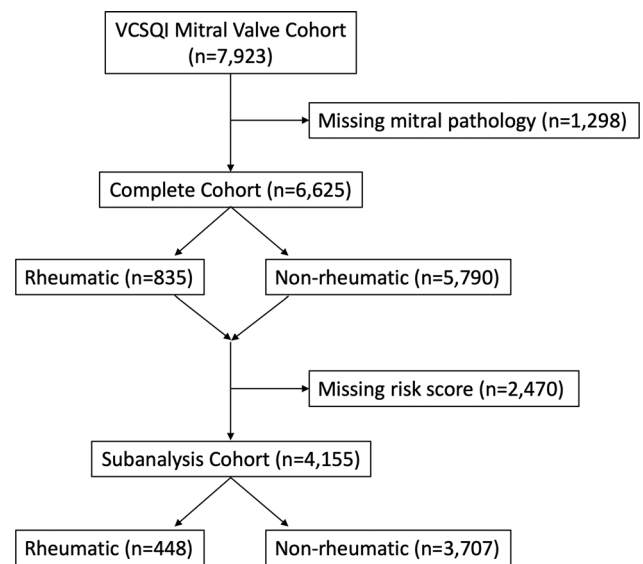 VCSQI Mitral Valve Cohort
(n=7,923)
Missing mitral pathology (n=1,298)
Complete Cohort (n=6,625)
Rheumatic (n=835)
Non-rheumatic (n=5,790)
Missing risk score (n=2,470)
Subanalysis Cohort (n=4,155)
Rheumatic (n=448)
Non-rheumatic (n=3,707)